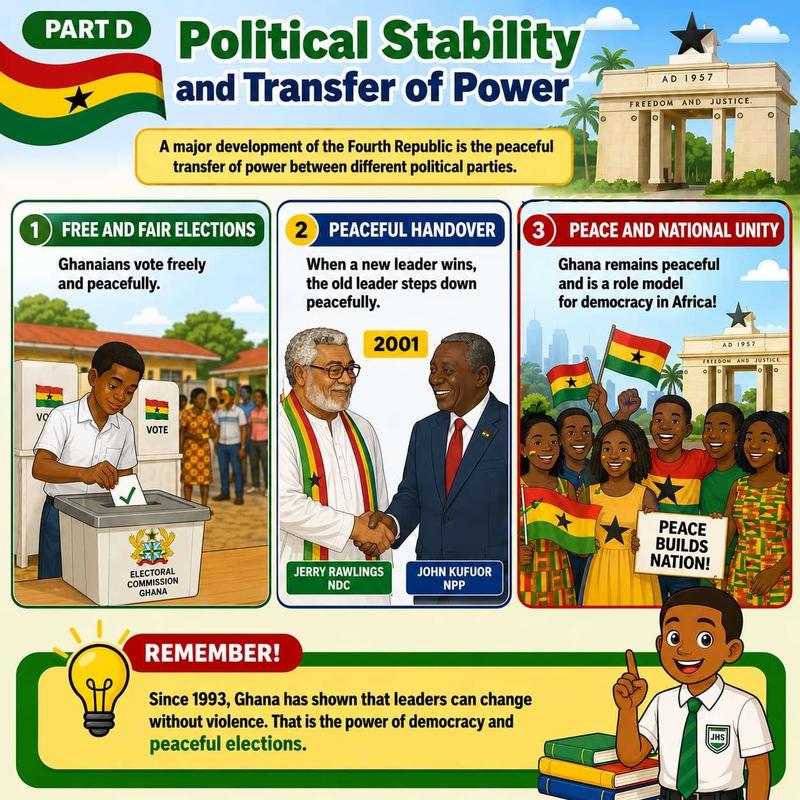 PART D
Political Stability
and Transfer of Power
AD 1957
FREEDOM AND JUSTICE.
A major development of the Fourth Republic is the peaceful
transfer of power between different political parties.
1 FREE AND FAIR ELECTIONS
Ghanaians vote freely
and peacefully.
VO
VOTE
ELECTORAL
COMMISSION
GHANA
2 PEACEFUL HANDOVER
When a new leader wins,
the old leader steps down
peacefully.
2001
JERRY RAWLINGS
NDC
JOHN KUFUOR
NPP
3 PEACE AND NATIONAL UNITY
Ghana remains peaceful
and is a role model
for democracy in Africa!
AD 1957
FREEDOM AND JUSTICE.
PEACE
BUILDS
NATION!
REMEMBER!
Since 1993, Ghana has shown that leaders can change
without violence. That is the power of democracy and
peaceful elections.
JHS